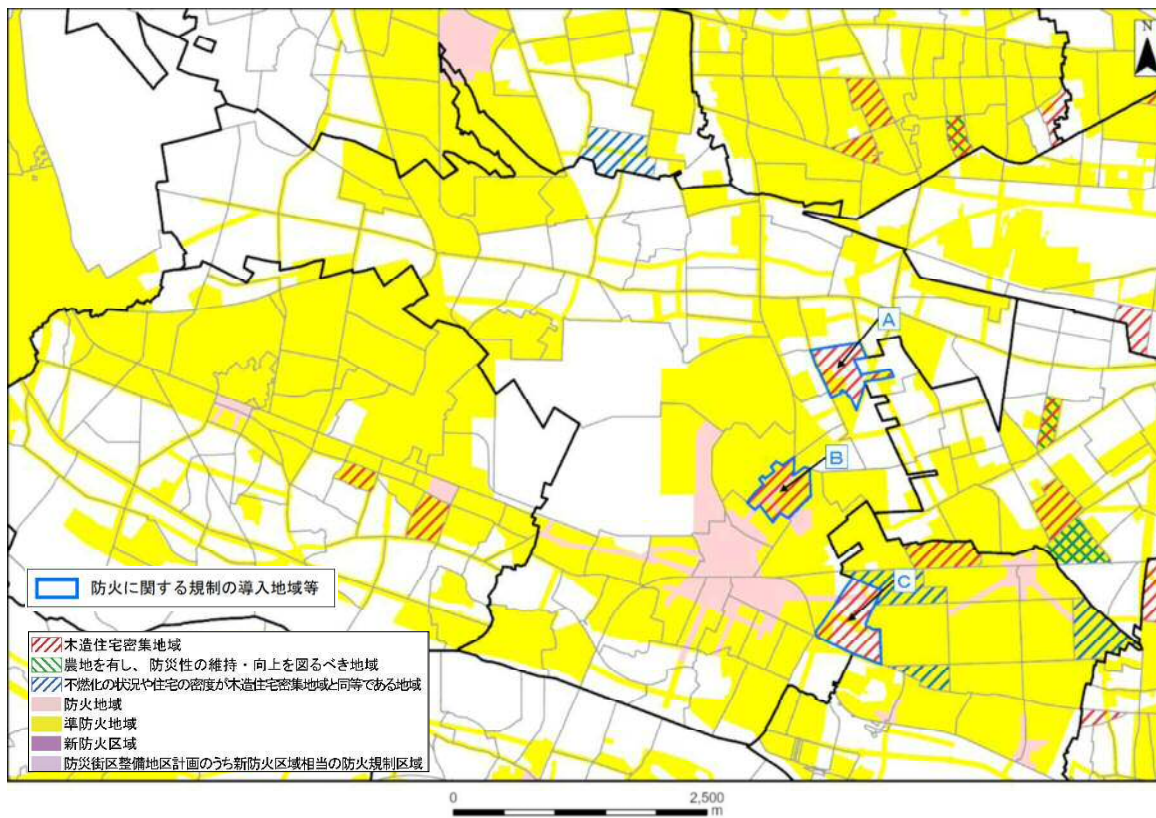 N
A
B
C
防火に関する規制の導入地域等
木造住宅密集地域
農地を有し、防災性の維持・向上を図るべき地域
不燃化の状況や住宅の密度が木造住宅密集地域と同等である地域
防火地域
準防火地域
新防火区域
防災街区整備地区計画のうち新防火区域相当の防火規制区域
0 2,500
m